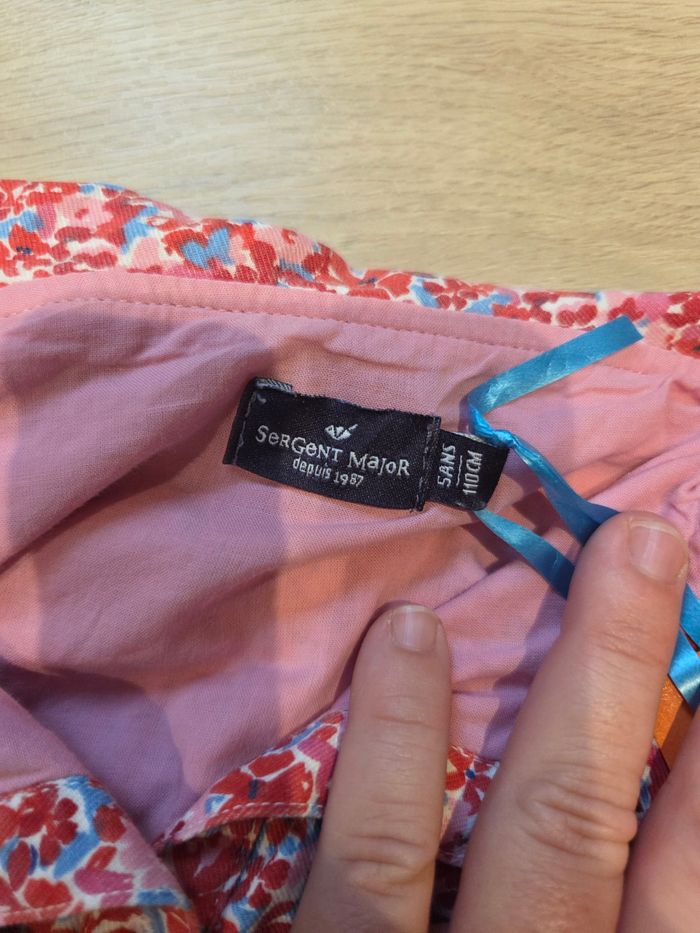 SerGent Major
depuis 1987
5ANS
110CM